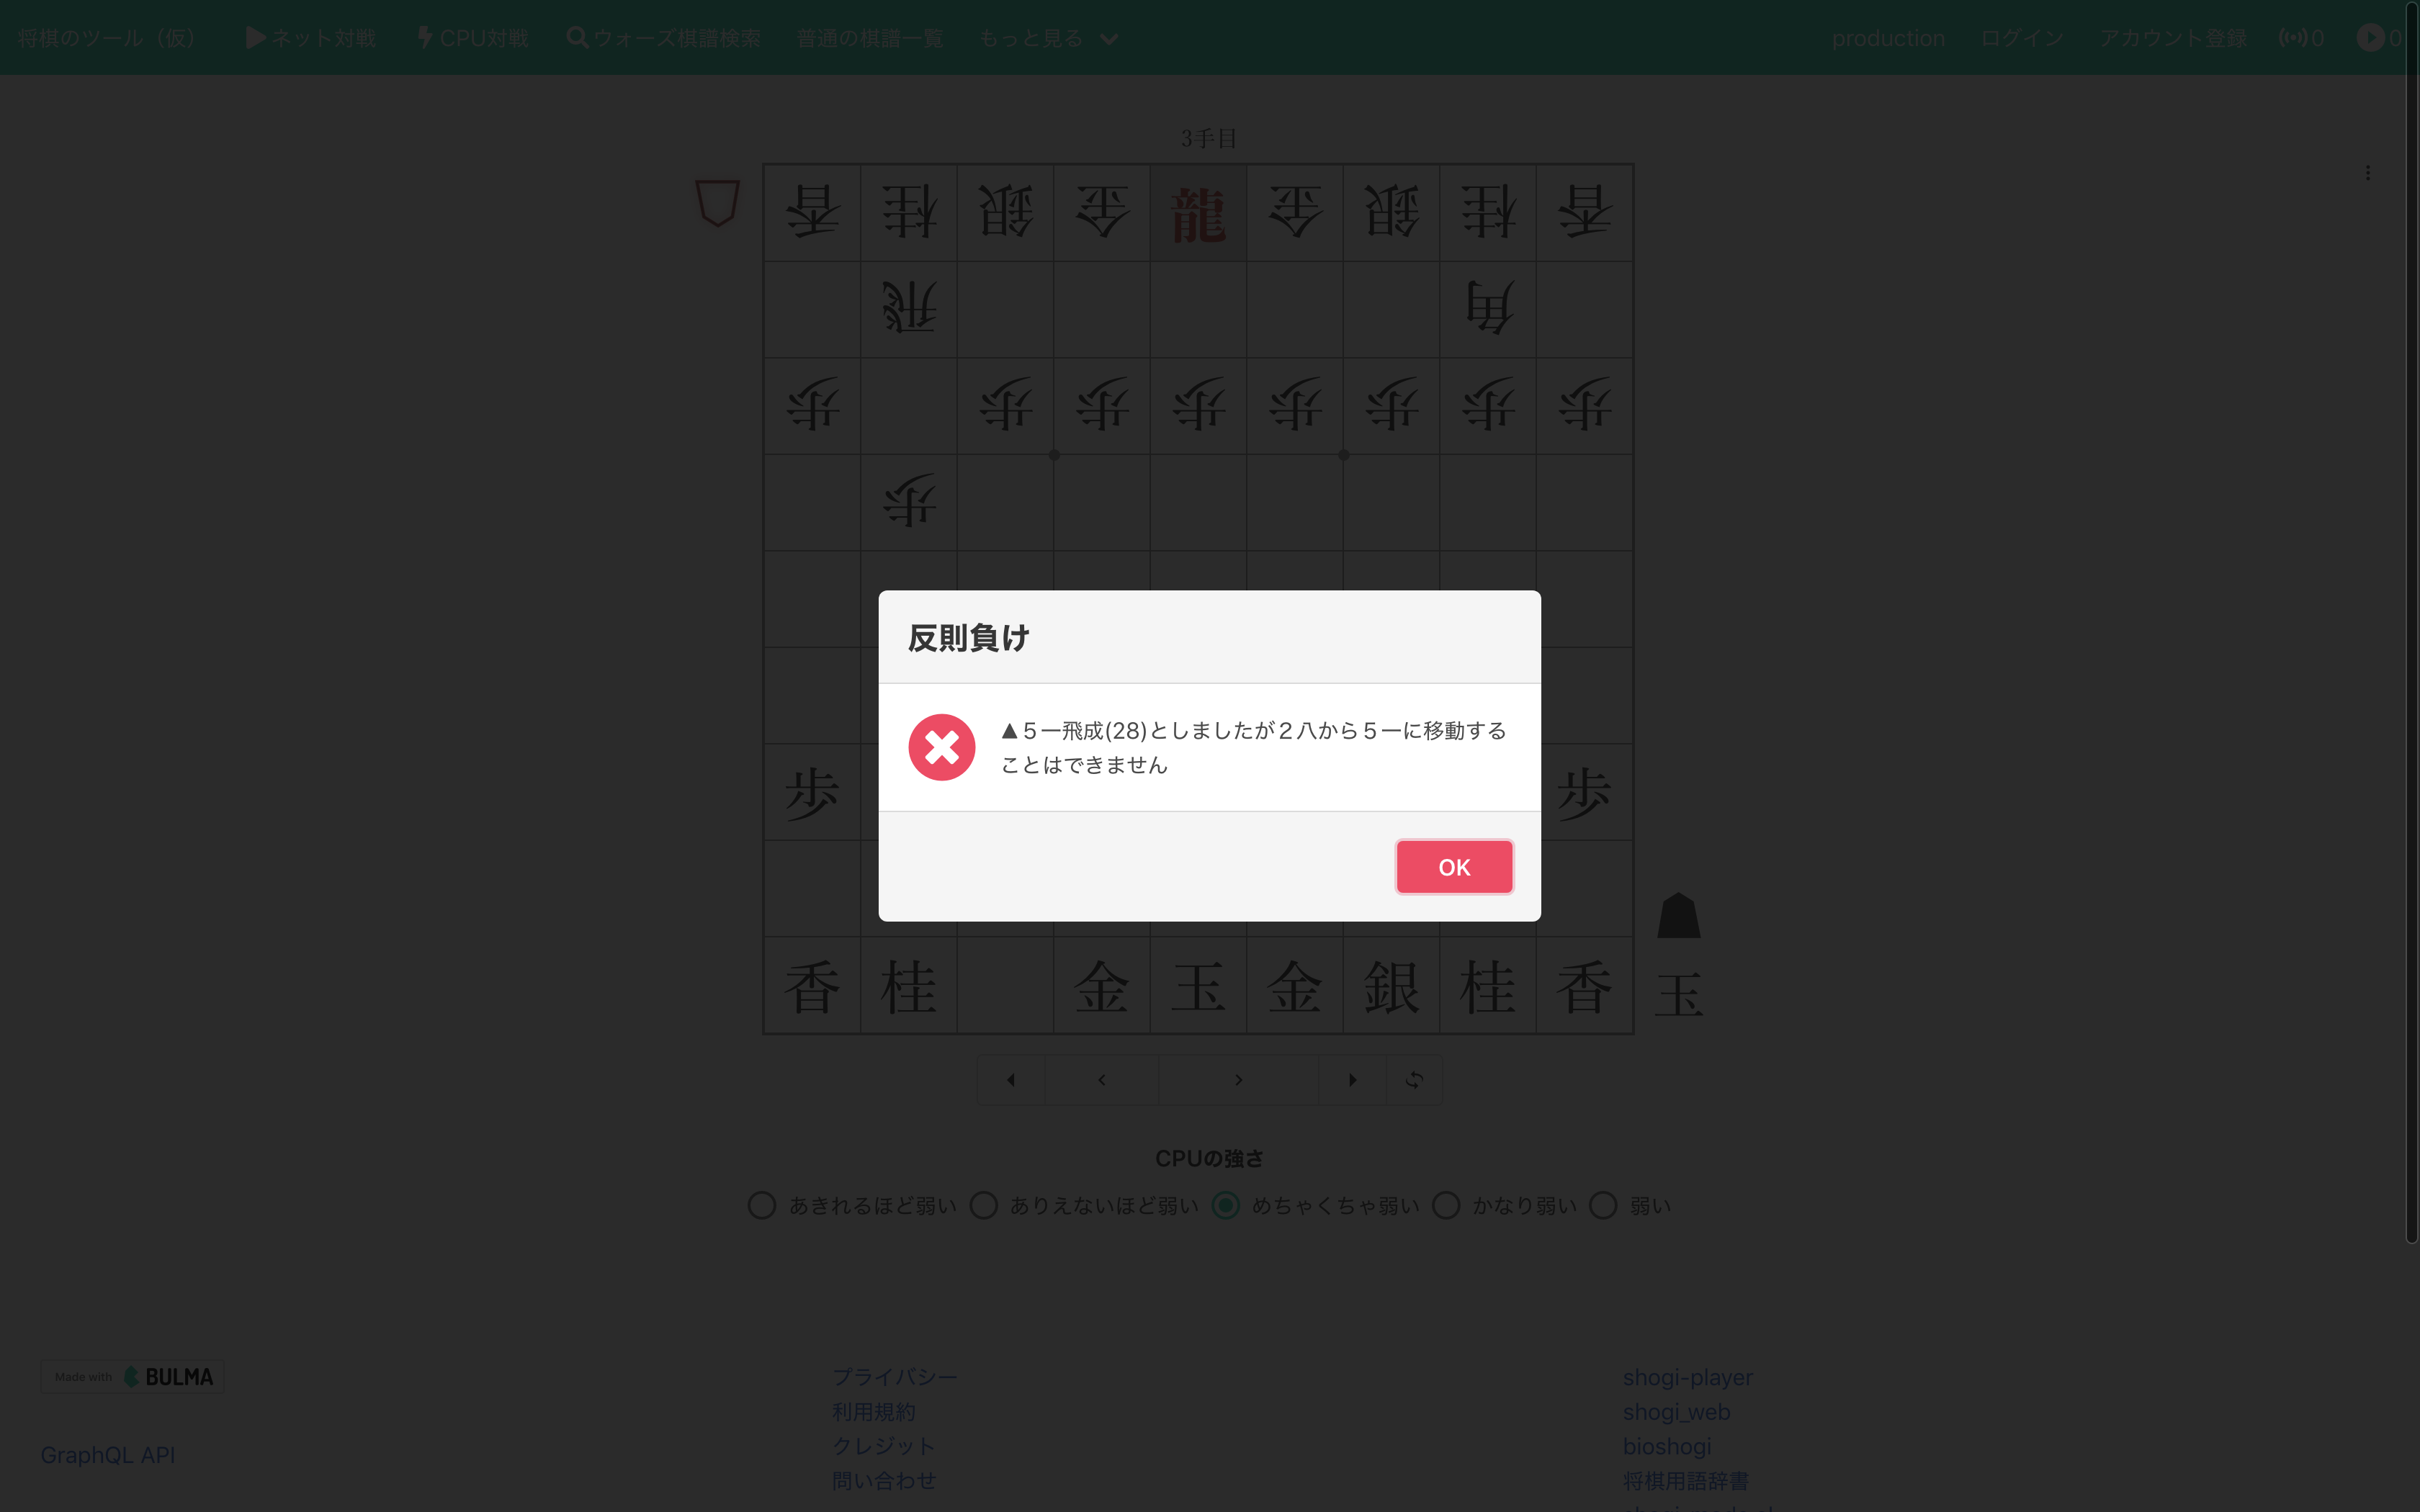 将棋のツール（仮） ネット対戦 CPU対戦 ウォーズ棋譜検索 普通の棋譜一覧 もっと見る production ログイン アカウント登録 0 0
3手目
香 桂 銀 金 龍 金 銀 桂 香
飛 角
歩 歩 歩 歩 歩 歩 歩 歩
歩
反則負け
▲５一飛成(28)としましたが２八から５一に移動する
ことはできません
歩 歩
OK
香 桂 金 玉 金 銀 桂 香 玉
CPUの強さ
あきれるほど弱い ありえないほど弱い めちゃくちゃ弱い かなり弱い 弱い
Made with BULMA
GraphQL API
プライバシー
利用規約
クレジット
問い合わせ
shogi-player
shogi_web
bioshogi
将棋用語辞書